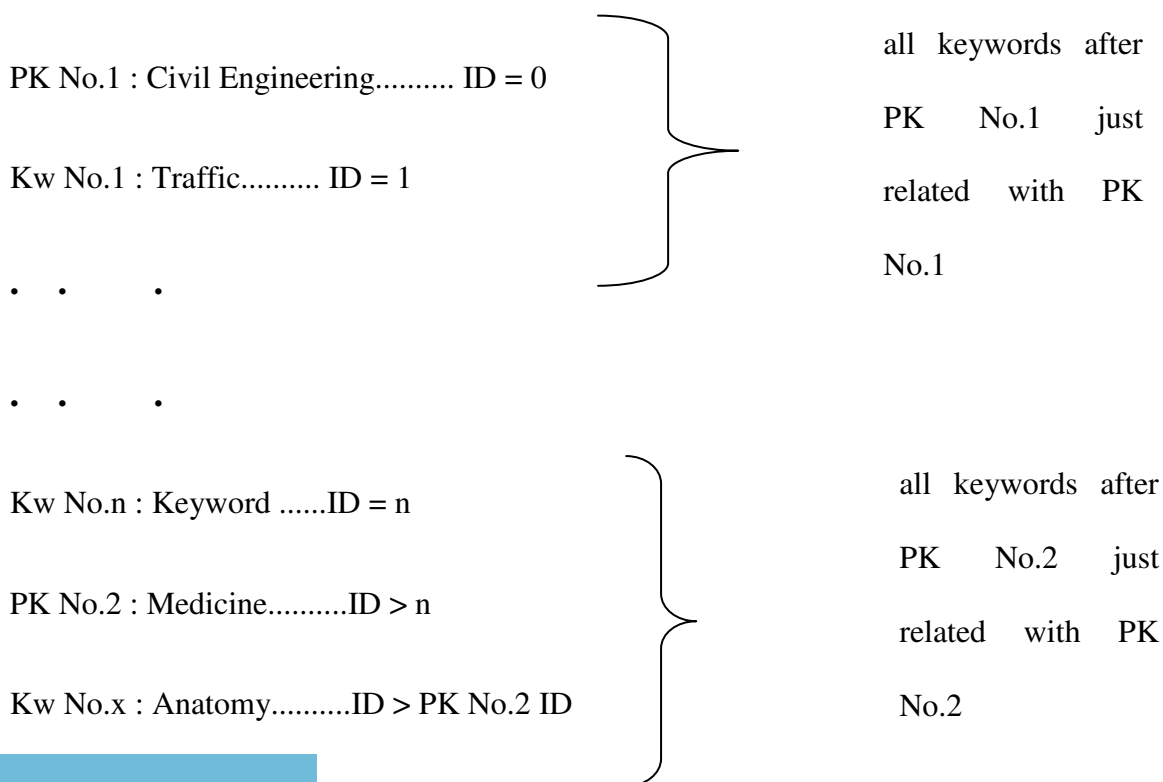 PK No.1 : Civil Engineering.......... ID = 0
Kw No.1 : Traffic.......... ID = 1
. . .
. . .
Kw No.n : Keyword ......ID = n
PK No.2 : Medicine..........ID > n
Kw No.x : Anatomy..........ID > PK No.2 ID
all keywords after
PK No.1 just
related with PK
No.1
all keywords after
PK No.2 just
related with PK
No.2